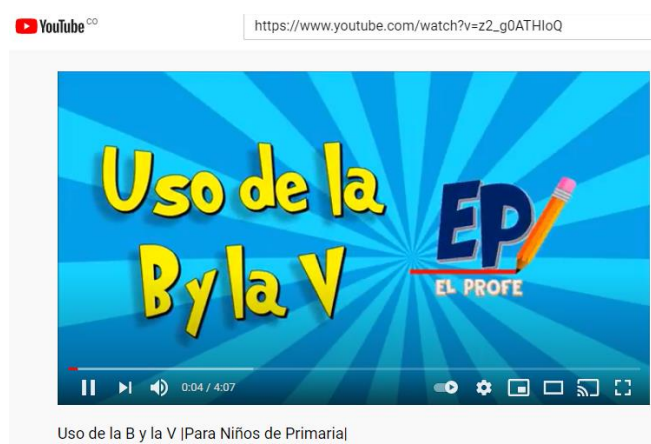 YouTube CO
https://www.youtube.com/watch?v=z2_g0ATHIoQ
Uso de la
B y la V
EP
EL PROFE
0:04 / 4:07
Uso de la B y la V |Para Niños de Primaria|